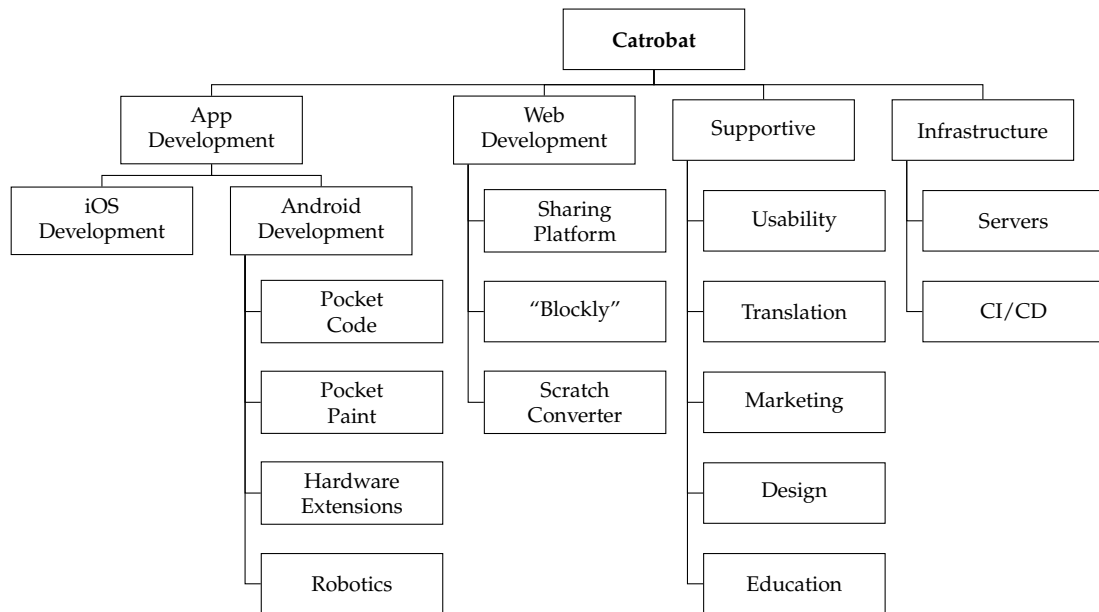 Catrobat
App
Development
Web
Development
Supportive
Infrastructure
iOS
Development
Android
Development
Sharing
Platform
Usability
Servers
Pocket
Code
“Blockly”
Translation
CI/CD
Pocket
Paint
Scratch
Converter
Marketing
Hardware
Extensions
Design
Robotics
Education